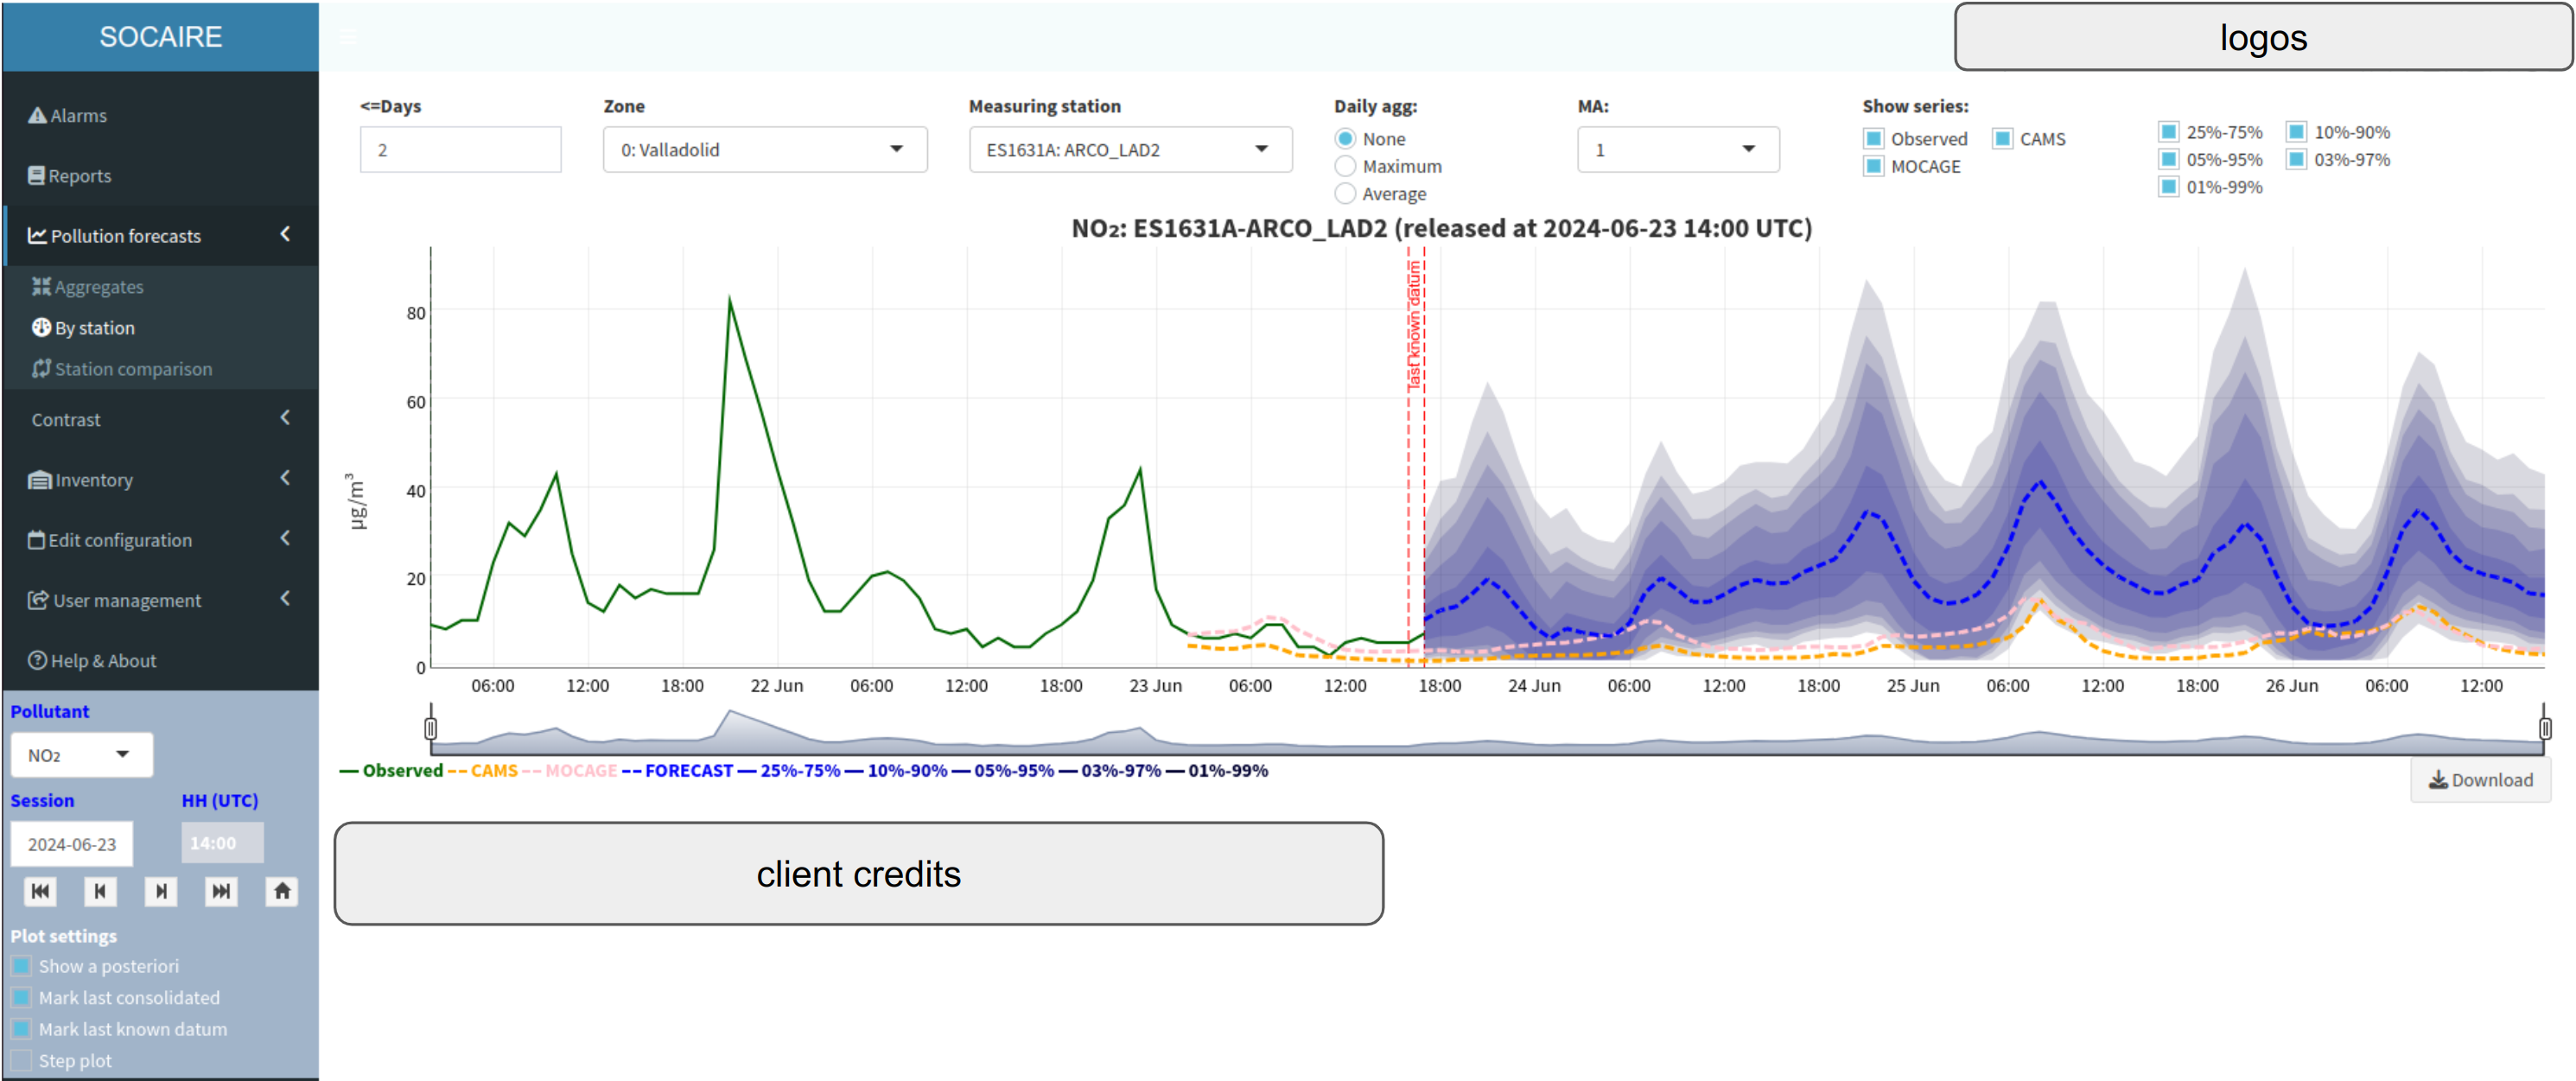 SOCAIRE
logos
Alarms
Reports
Pollution forecasts
Aggregates
By station
Station comparison
Contrast
Inventory
Edit configuration
User management
Help & About
Pollutant
NO₂
Session HH (UTC)
2024-06-23 14:00
Plot settings
Show a posteriori
Mark last consolidated
Mark last known datum
Step plot
<=Days Zone Measuring station Daily agg: MA: Show series:
2 0: Valladolid ES1631A: ARCO_LAD2 1
None
Maximum
Average
Observed CAMS
MOCAGE
25%-75% 10%-90%
05%-95% 03%-97%
01%-99%
NO₂: ES1631A-ARCO_LAD2 (released at 2024-06-23 14:00 UTC)
last known datum
µg/m³
80
60
40
20
0
06:00 12:00 18:00 22 Jun 06:00 12:00 18:00 23 Jun 06:00 12:00 18:00 24 Jun 06:00 12:00 18:00 25 Jun 06:00 12:00 18:00 26 Jun 06:00 12:00
Observed CAMS MOCAGE FORECAST 25%-75% 10%-90% 05%-95% 03%-97% 01%-99%
Download
client credits